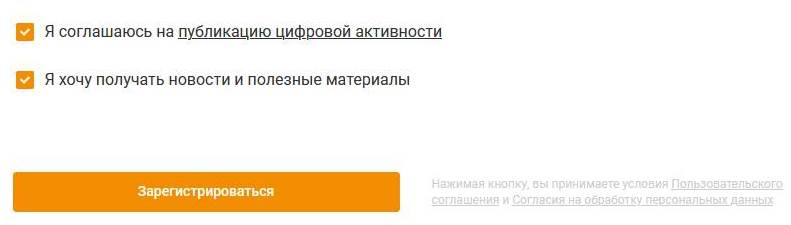 Я соглашаюсь на публикацию цифровой активности
Я хочу получать новости и полезные материалы
Зарегистрироваться
Нажимая кнопку, вы принимаете условия Пользовательского
соглашения и Согласия на обработку персональных данных